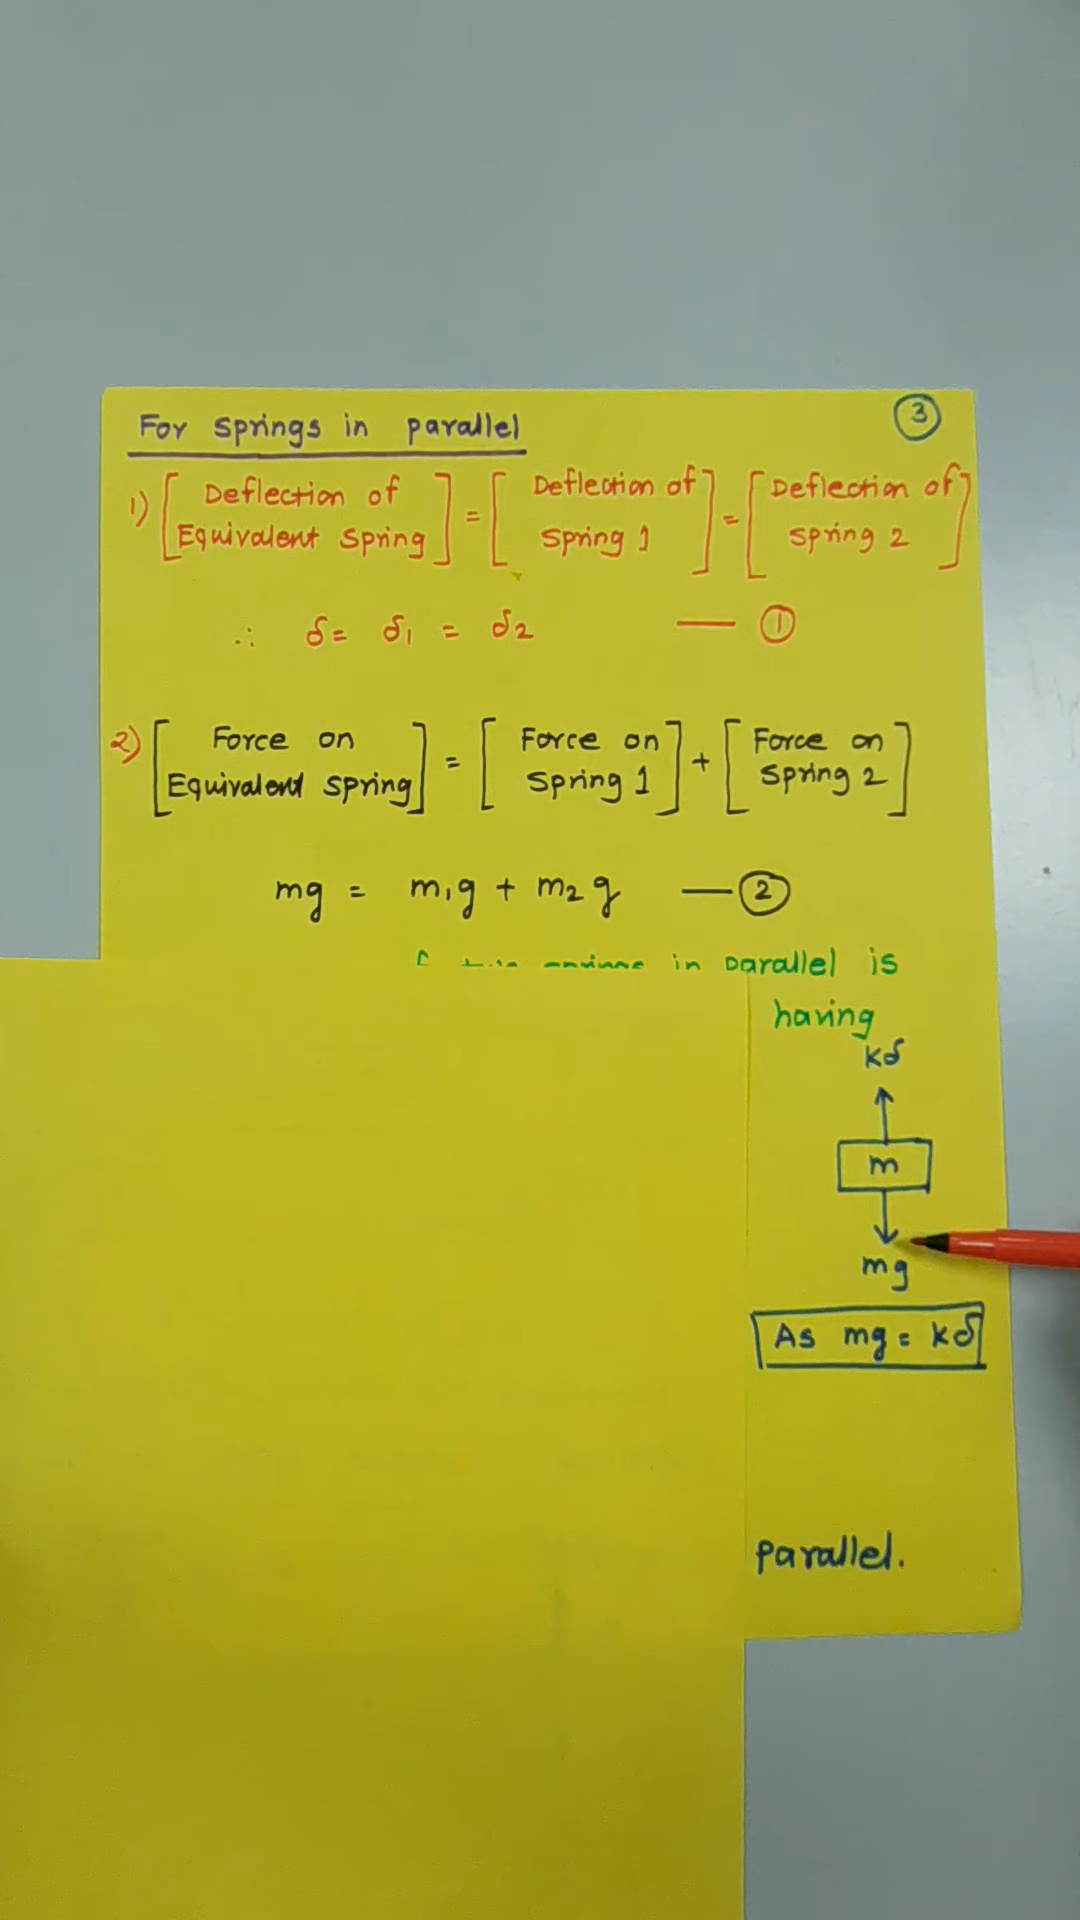 For springs in parallel
3
1) [Deflection of Equivalent Spring] = [Deflection of Spring 1] = [Deflection of Spring 2]
∴ δ = δ1 = δ2 — 1
2) [Force on Equivalent Spring] = [Force on Spring 1] + [Force on Spring 2]
mg = m1g + m2g — 2
in parallel is
having
kδ
m
mg
As mg = kδ
parallel.